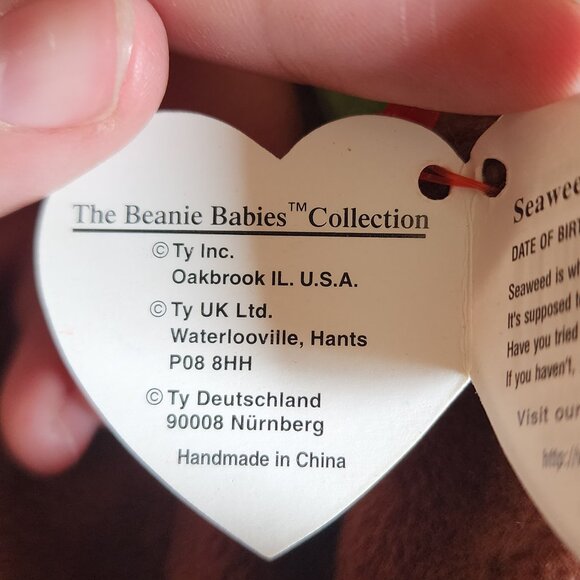 The Beanie Babies™ Collection
© Ty Inc.
Oakbrook IL. U.S.A.
© Ty UK Ltd.
Waterlooville, Hants
P08 8HH
© Ty Deutschland
90008 Nürnberg
Handmade in China
Seawee
DATE OF BIRT
Seaweed is wh
It's supposed
Have you tried
If you haven't,
Visit our
http://